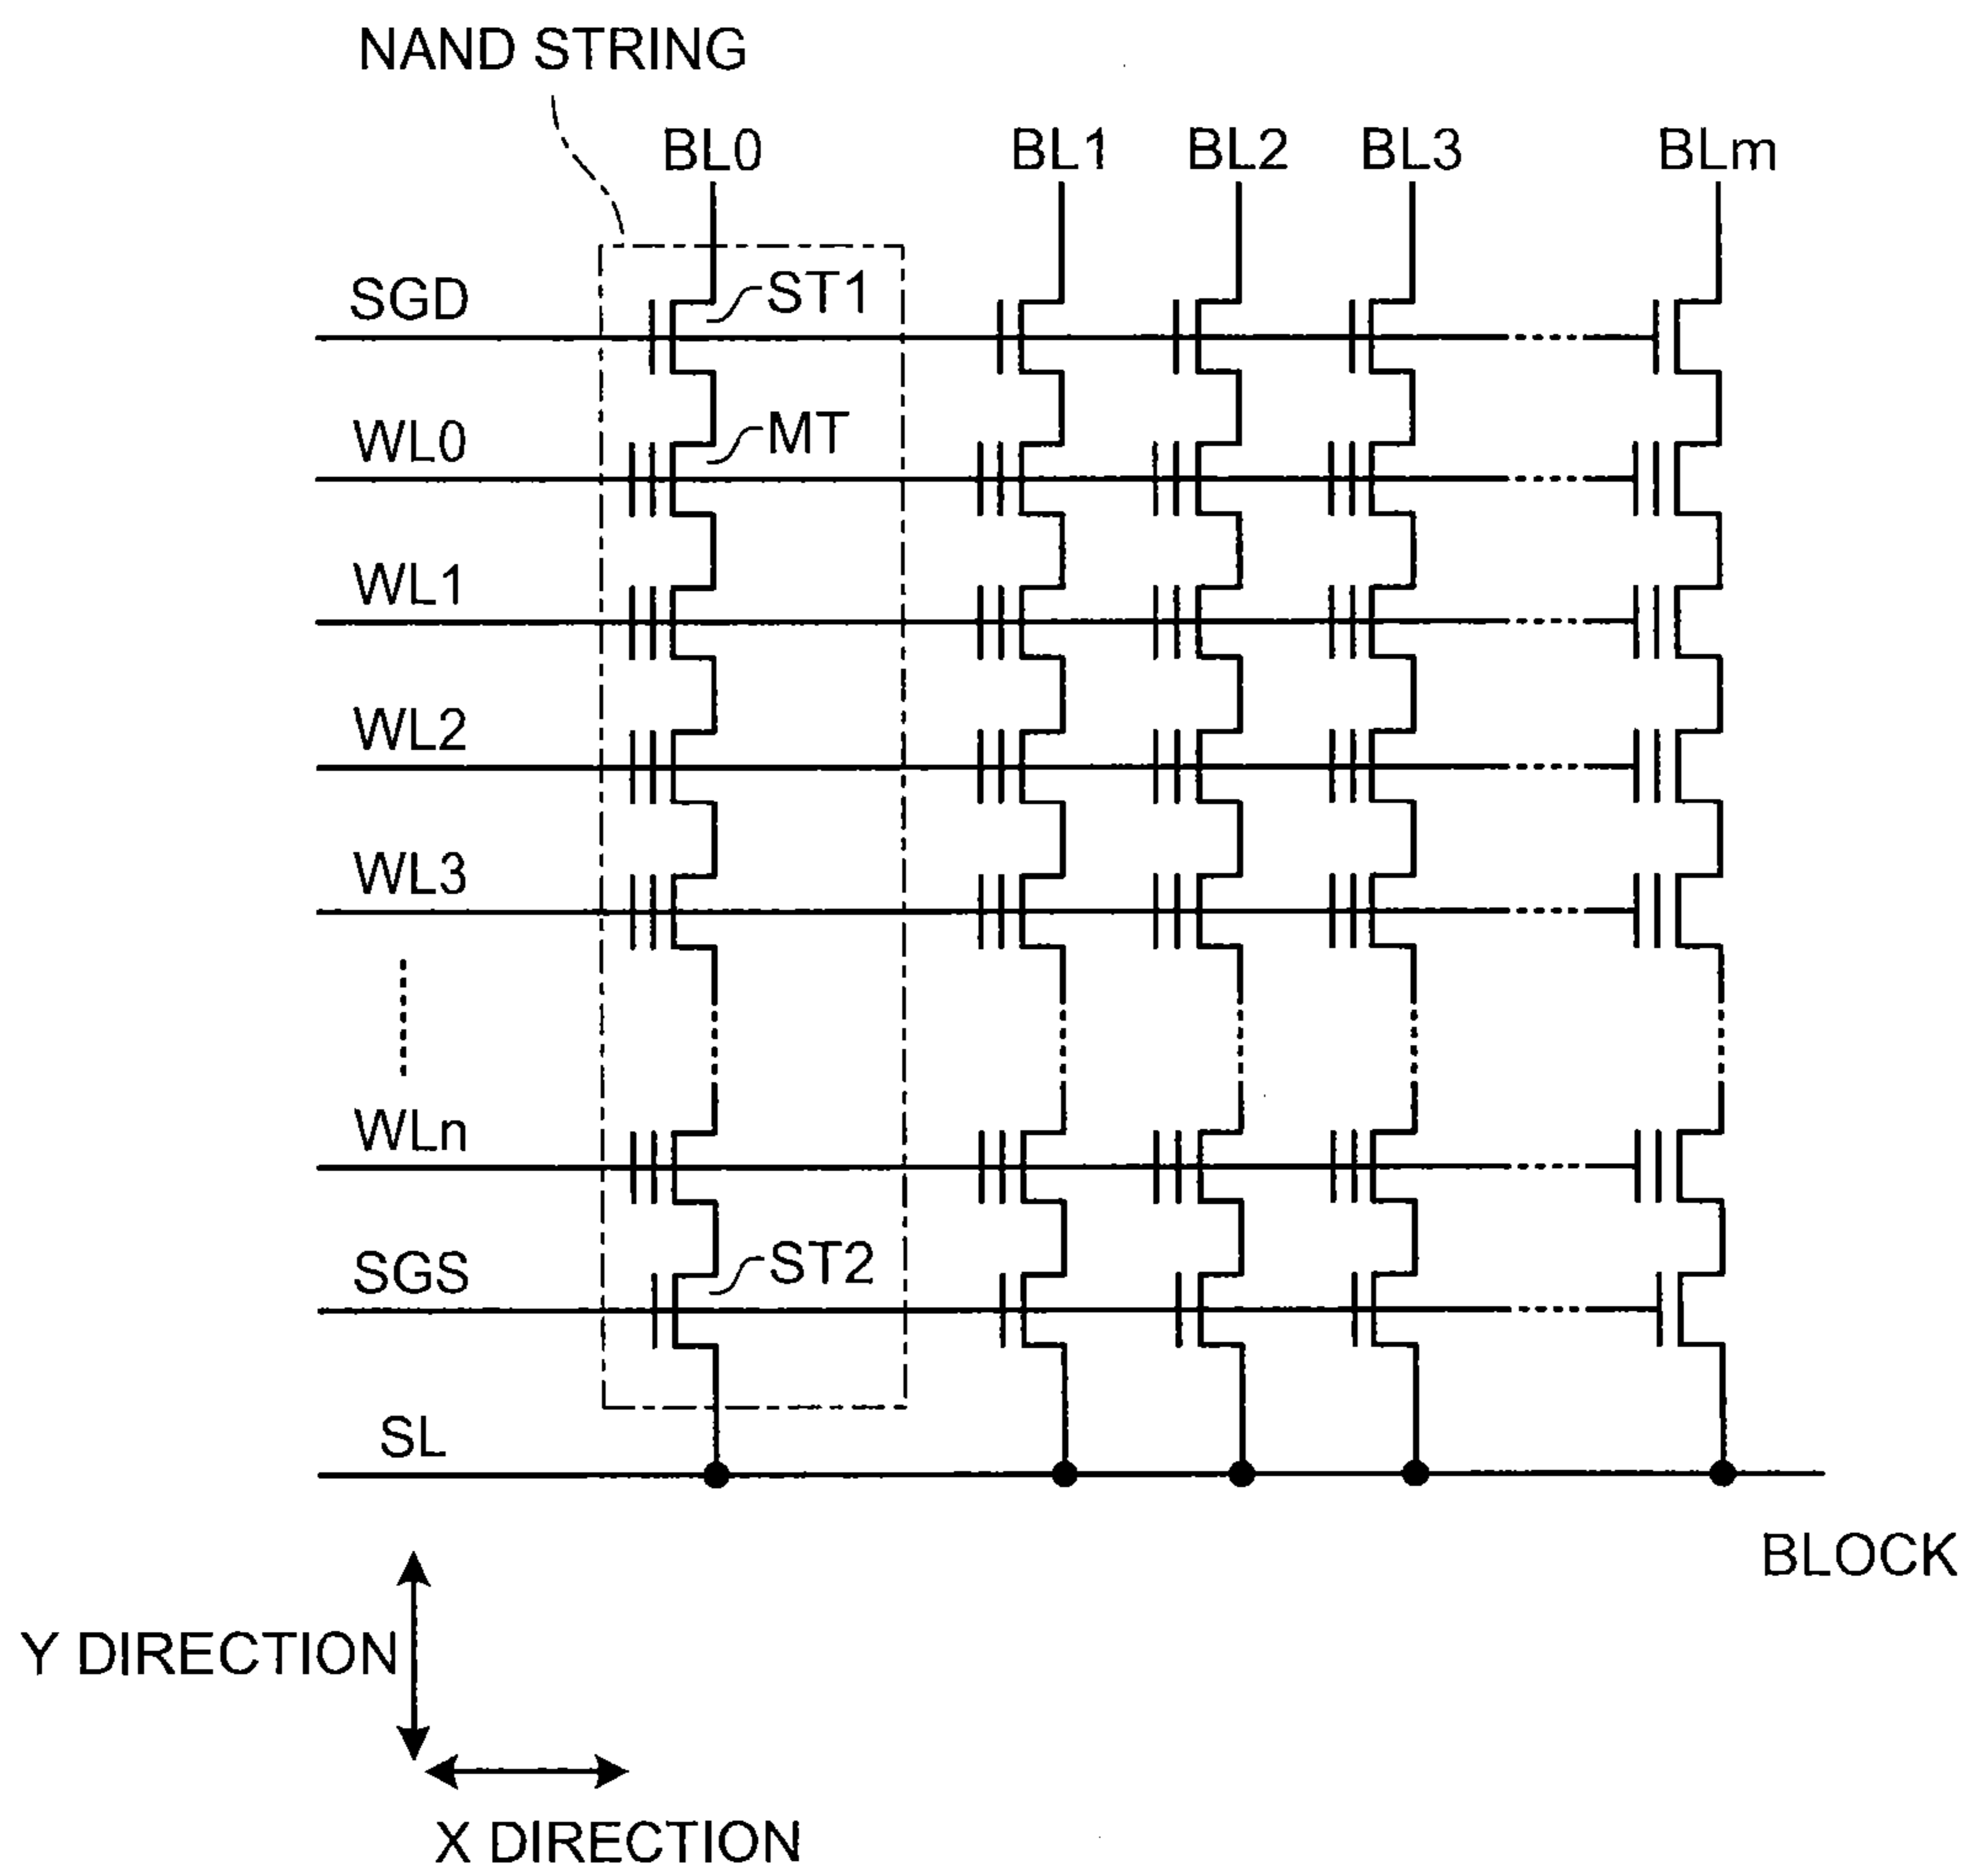 NAND STRING
BL0 BL1 BL2 BL3 BLm
SGD ST1
WL0 MT
WL1
WL2
WL3
WLn
SGS ST2
SL
BLOCK
Y DIRECTION
X DIRECTION